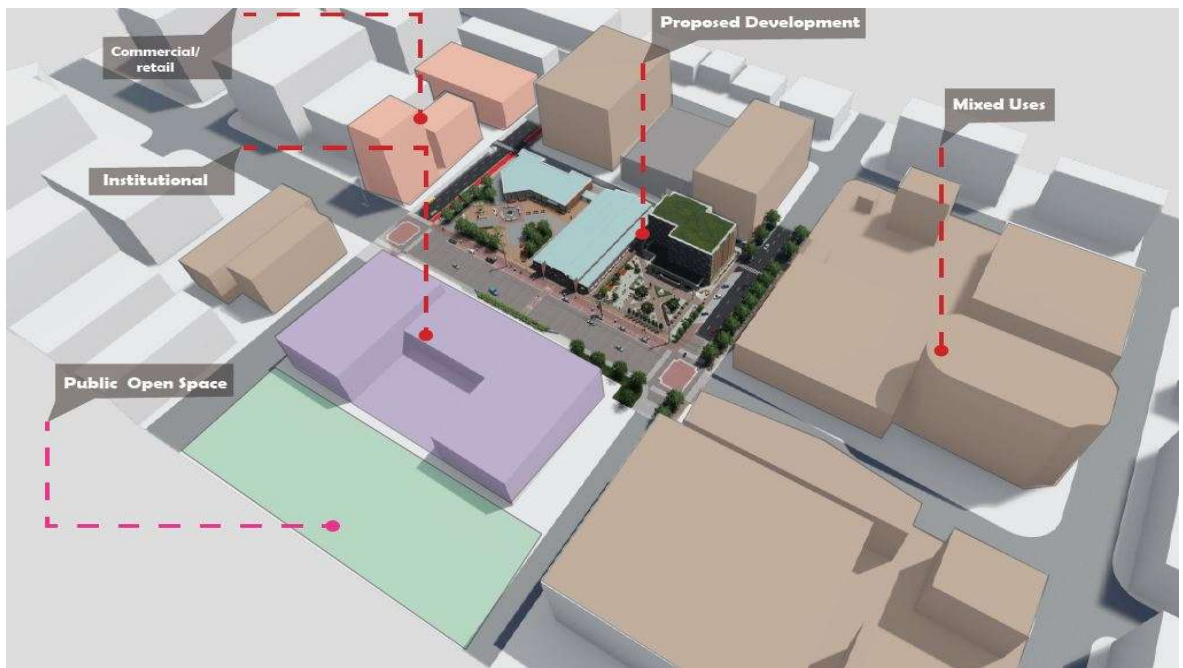 Proposed Development
Commercial/
retail
Mixed Uses
Institutional
Public Open Space